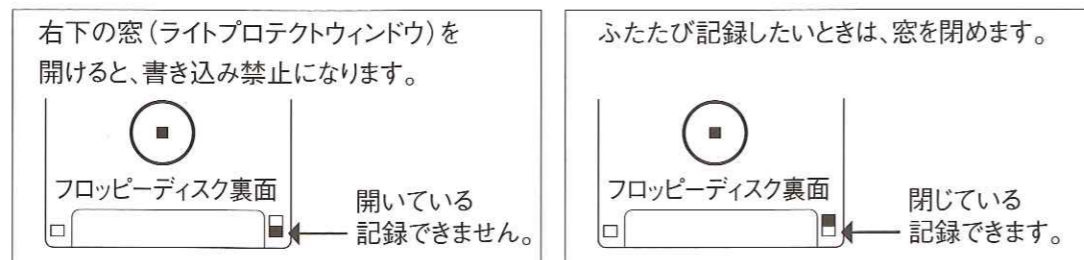 右下の窓(ライトプロテクトウィンドウ)を
開けると、書き込み禁止になります。
フロッピーディスク裏面
開いている
記録できません。
ふたたび記録したいときは、窓を閉めます。
フロッピーディスク裏面
閉じている
記録できます。